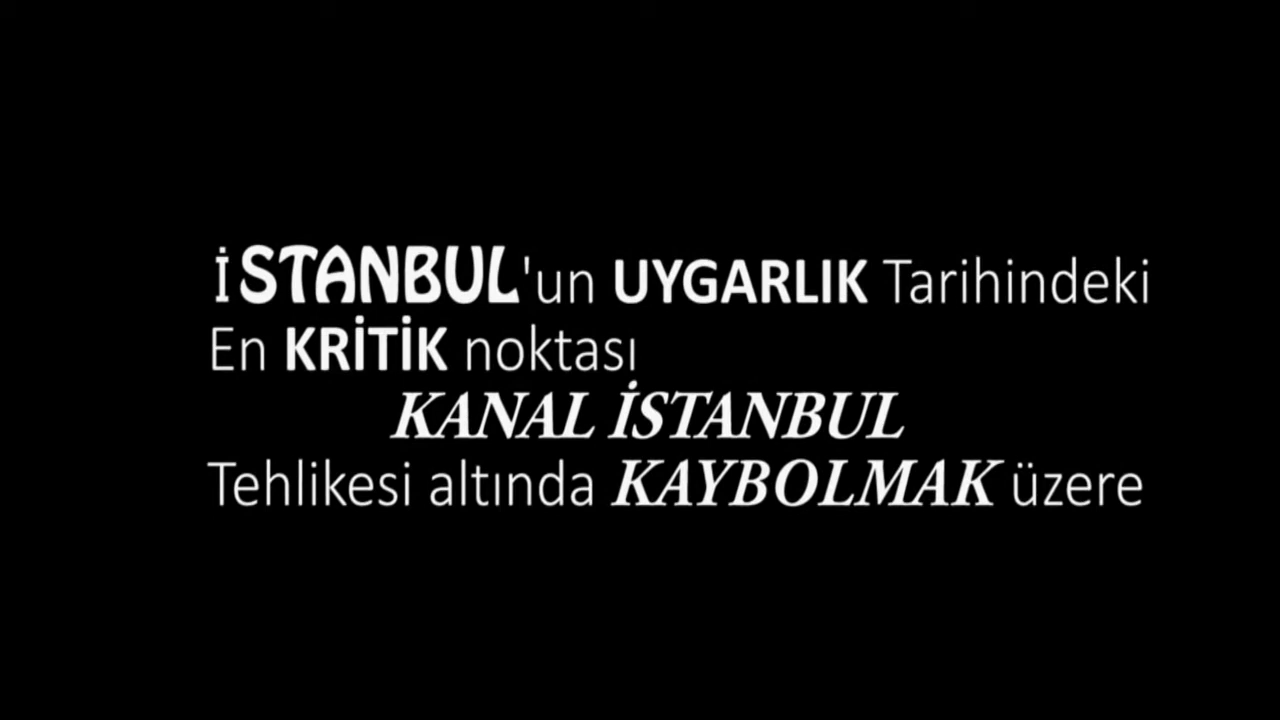 İSTANBUL'un UYGARLIK Tarihindeki
En KRİTİK noktası
KANAL İSTANBUL
Tehlikesi altında KAYBOLMAK üzere